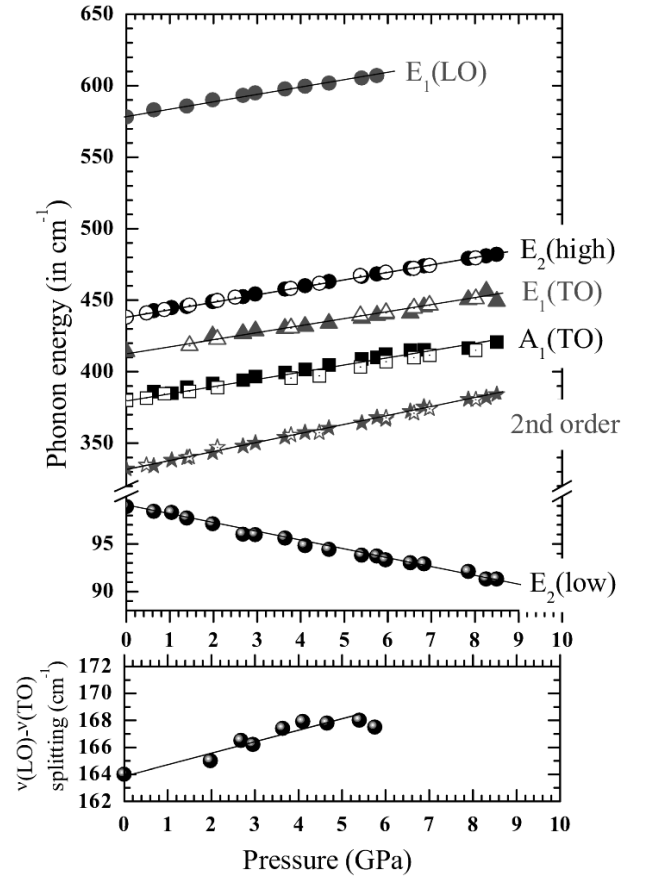 650
600
550
500
450
400
350
95
90
Phonon energy (in cm⁻¹)
E₁(LO)
E₂(high)
E₁(TO)
A₁(TO)
2nd order
E₂(low)
0 1 2 3 4 5 6 7 8 9 10
172
170
168
166
164
162
ν(LO)-ν(TO)
splitting (cm⁻¹)
0 1 2 3 4 5 6 7 8 9 10
Pressure (GPa)